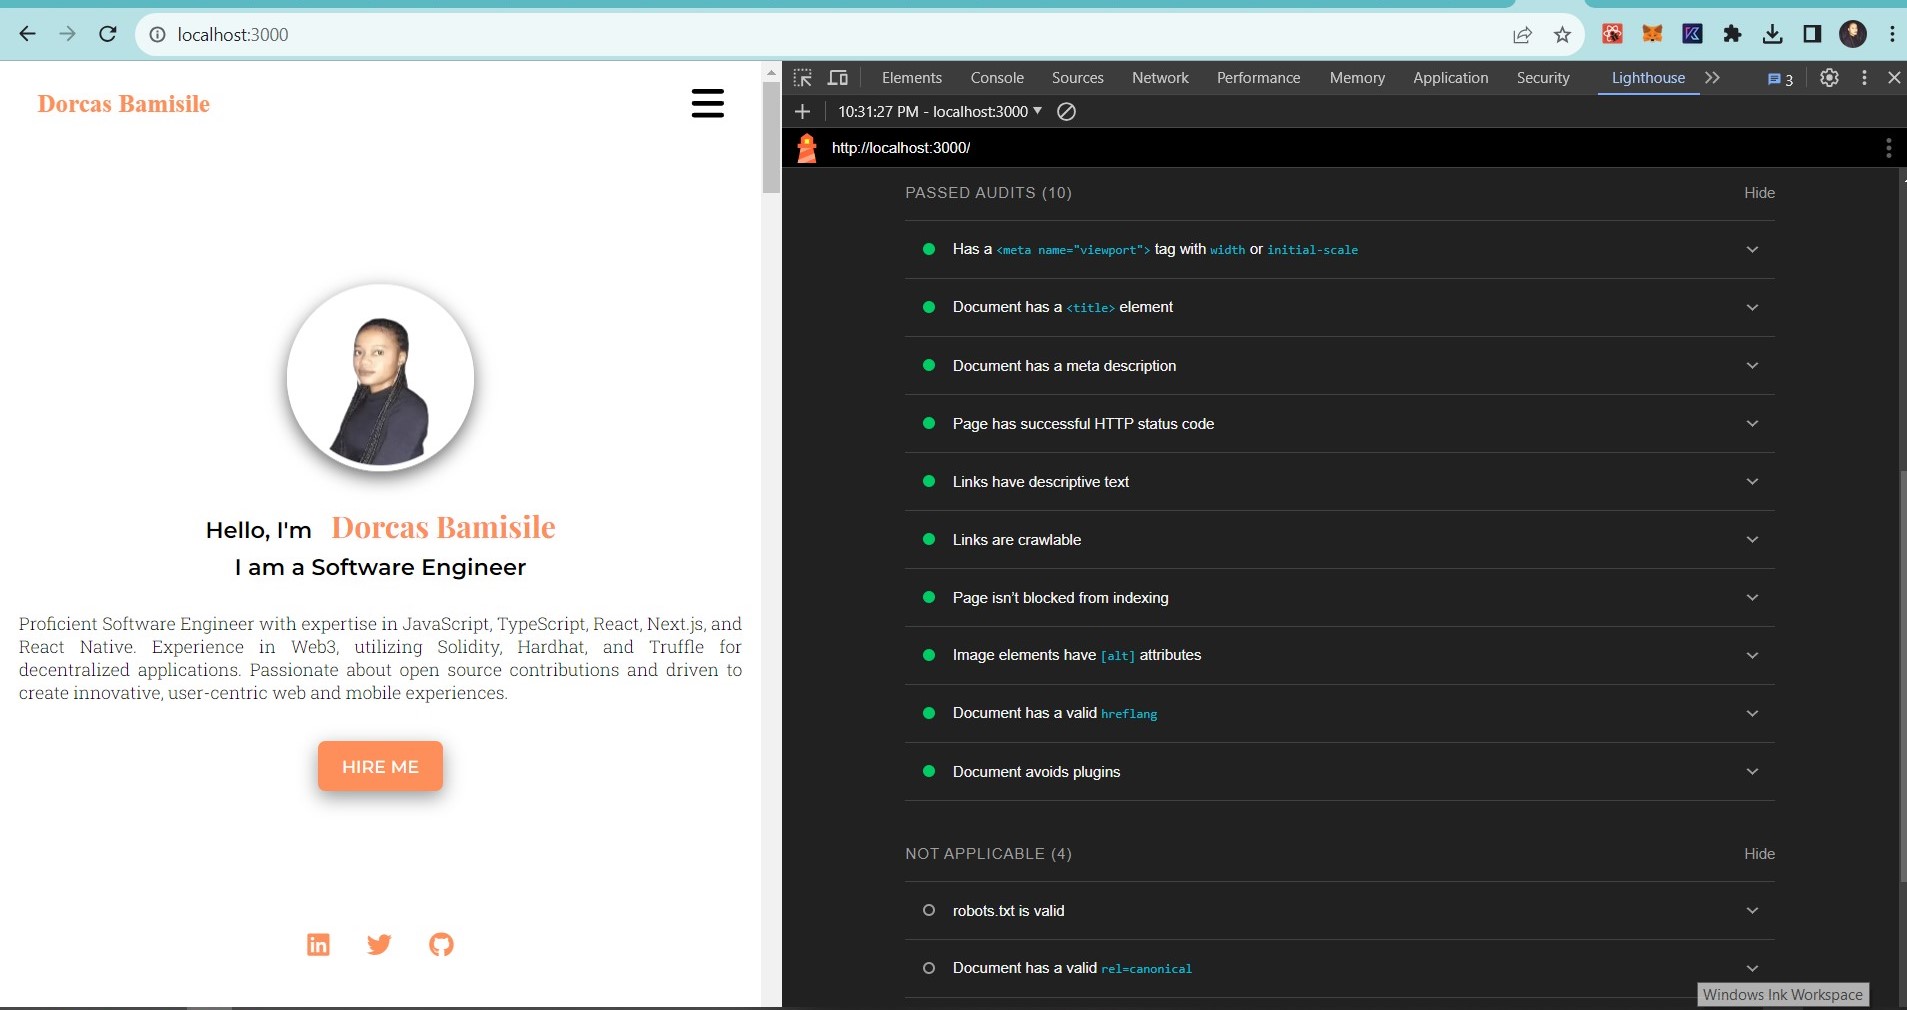 localhost:3000
Dorcas Bamisile
Hello, I'm Dorcas Bamisile
I am a Software Engineer
Proficient Software Engineer with expertise in JavaScript, TypeScript, React, Next.js, and
React Native. Experience in Web3, utilizing Solidity, Hardhat, and Truffle for
decentralized applications. Passionate about open source contributions and driven to
create innovative, user-centric web and mobile experiences.
HIRE ME
in
Elements Console Sources Network Performance Memory Application Security Lighthouse 3
10:31:27 PM - localhost:3000
http://localhost:3000/
PASSED AUDITS (10) Hide
Has a <meta name="viewport"> tag with width or initial-scale
Document has a <title> element
Document has a meta description
Page has successful HTTP status code
Links have descriptive text
Links are crawlable
Page isn’t blocked from indexing
Image elements have [alt] attributes
Document has a valid hreflang
Document avoids plugins
NOT APPLICABLE (4) Hide
robots.txt is valid
Document has a valid rel=canonical
Windows Ink Workspace